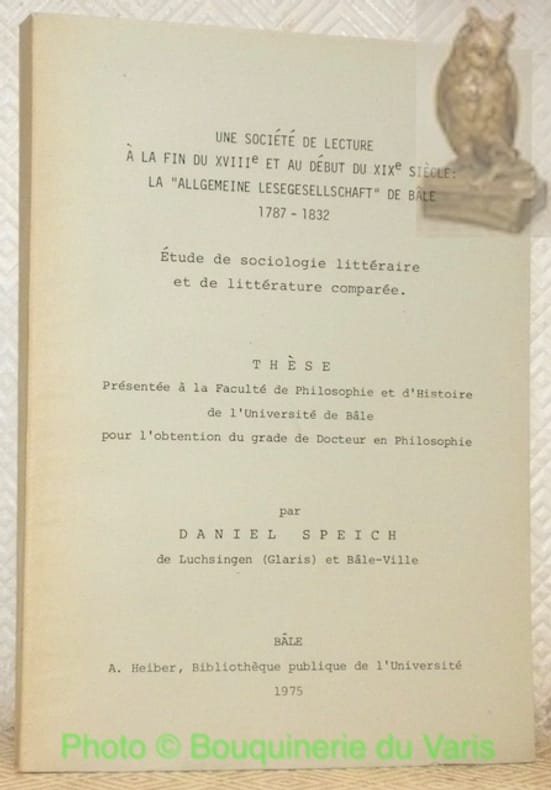 UNE SOCIÉTÉ DE LECTURE
À LA FIN DU XVIIIe ET AU DÉBUT DU XIXe SIÈCLE:
LA "ALLGEMEINE LESEGESELLSCHAFT" DE BÂLE
1787 - 1832
Étude de sociologie littéraire
et de littérature comparée.
THÈSE
Présentée à la Faculté de Philosophie et d'Histoire
de l'Université de Bâle
pour l'obtention du grade de Docteur en Philosophie
par
DANIEL SPEICH
de Luchsingen (Glaris) et Bâle-Ville
BÂLE
A. Heiber, Bibliothèque publique de l'Université
1975
Photo © Bouquinerie du Varis